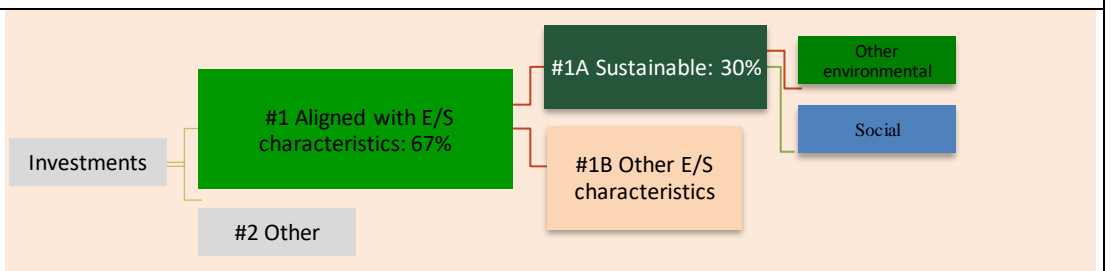 Investments
#1 Aligned with E/S
characteristics: 67%
#2 Other
#1A Sustainable: 30%
#1B Other E/S
characteristics
Other
environmental
Social